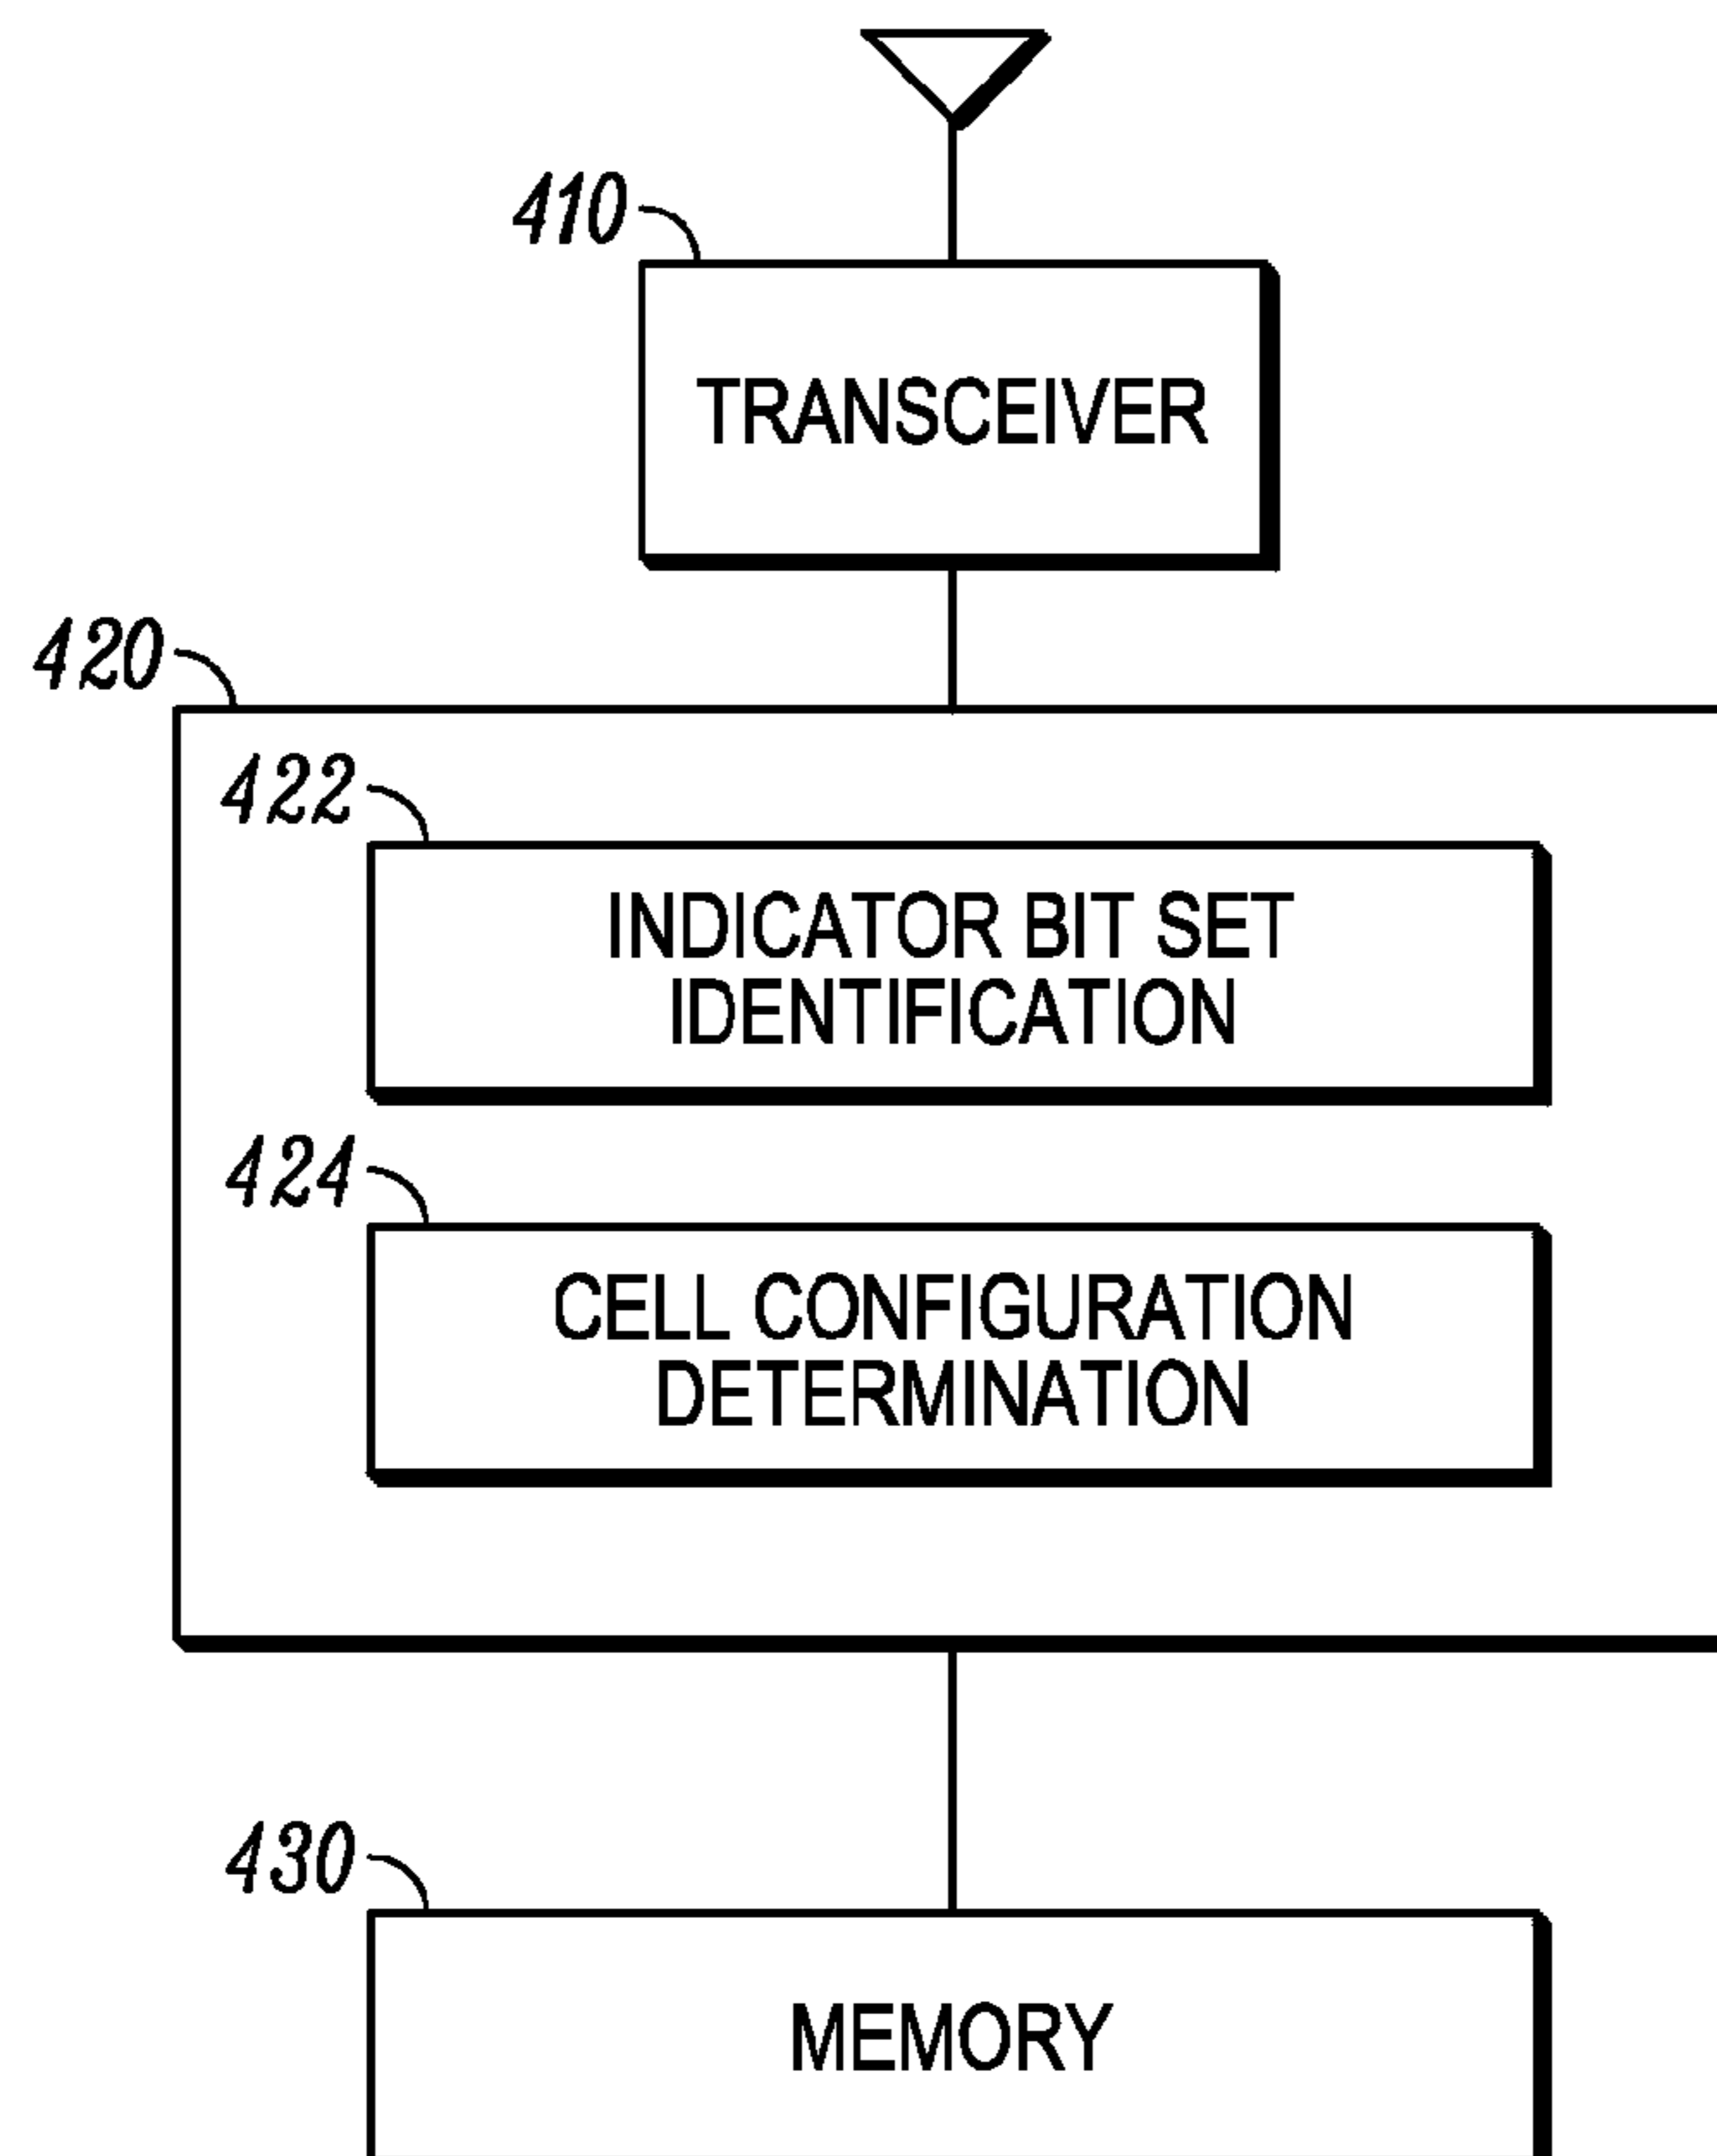 410
TRANSCEIVER
420
422
INDICATOR BIT SET
IDENTIFICATION
424
CELL CONFIGURATION
DETERMINATION
430
MEMORY